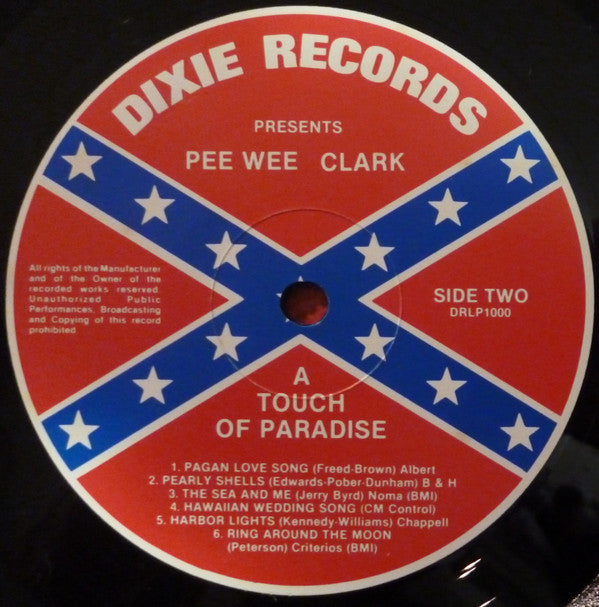 DIXIE RECORDS
PRESENTS
PEE WEE CLARK
All rights of the Manufacturer
and of the Owner of the
recorded works reserved.
Unauthorized Public
Performances, Broadcasting
and Copying of this record
prohibited.
SIDE TWO
DRLP1000
A
TOUCH
OF PARADISE
1. PAGAN LOVE SONG (Freed-Brown) Albert
2. PEARLY SHELLS (Edwards-Pober-Dunham) B & H
3. THE SEA AND ME (Jerry Byrd) Noma (BMI)
4. HAWAIIAN WEDDING SONG (CM Control)
5. HARBOR LIGHTS (Kennedy-Williams) Chappell
6. RING AROUND THE MOON
(Peterson) Criterios (BMI)